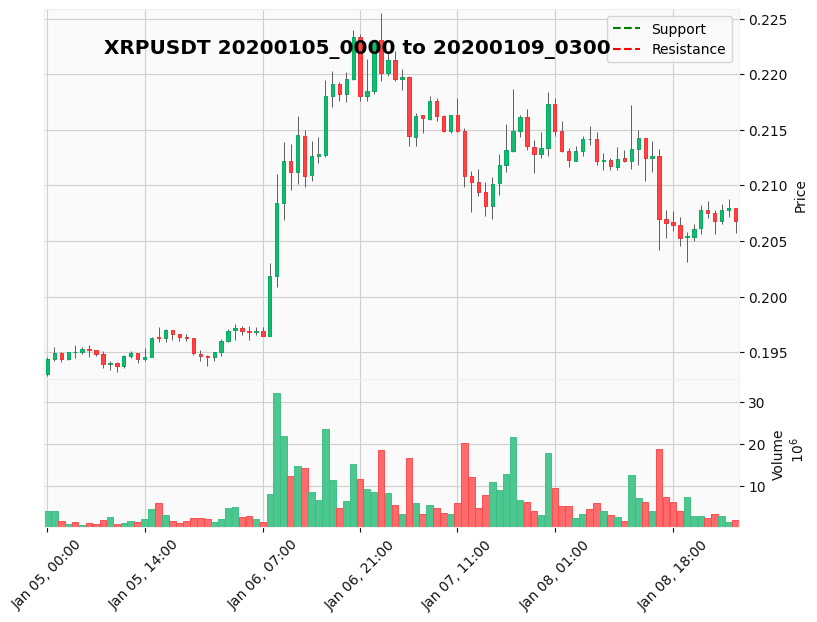 XRPUSDT 20200105_0000 to 20200109_0300
Support
Resistance
0.225
0.220
0.215
0.210
0.205
0.200
0.195
Price
30
20
10
Volume
10^6
Jan 05, 00:00
Jan 05, 14:00
Jan 06, 07:00
Jan 06, 21:00
Jan 07, 11:00
Jan 08, 01:00
Jan 08, 18:00